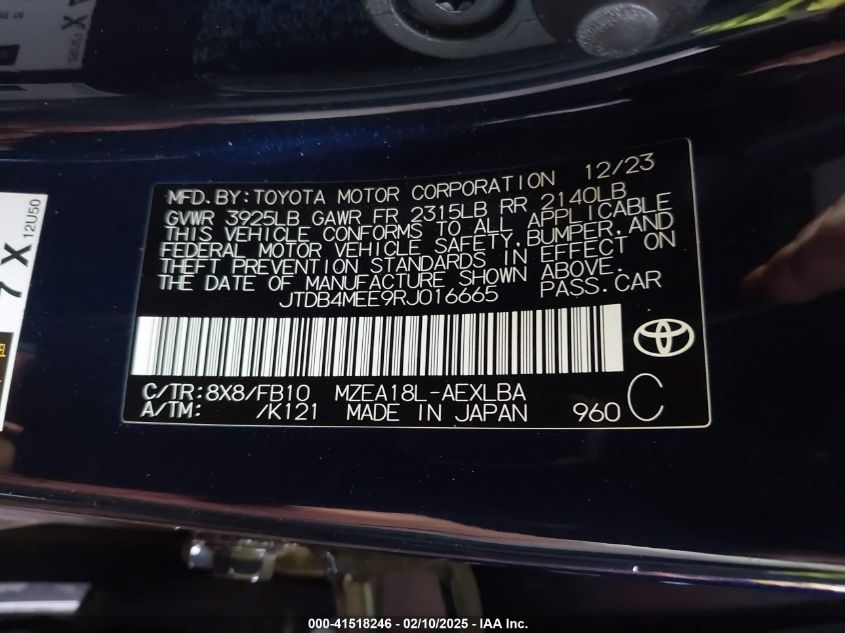 7 X
12U50
MFD.BY:TOYOTA MOTOR CORPORATION 12/23
GVWR 3925LB GAWR FR 2315LB RR 2140LB
THIS VEHICLE CONFORMS TO ALL APPLICABLE
FEDERAL MOTOR VEHICLE SAFETY,BUMPER,AND
THEFT PREVENTION STANDARDS IN EFFECT ON
THE DATE OF MANUFACTURE SHOWN ABOVE.
JTDB4MEE9RJ016665 PASS.CAR
C/TR:8X8/FB10 MZEA18L-AEXLBA
A/TM: /K121 MADE IN JAPAN 960 C
000-41518246 - 02/10/2025 - IAA Inc.